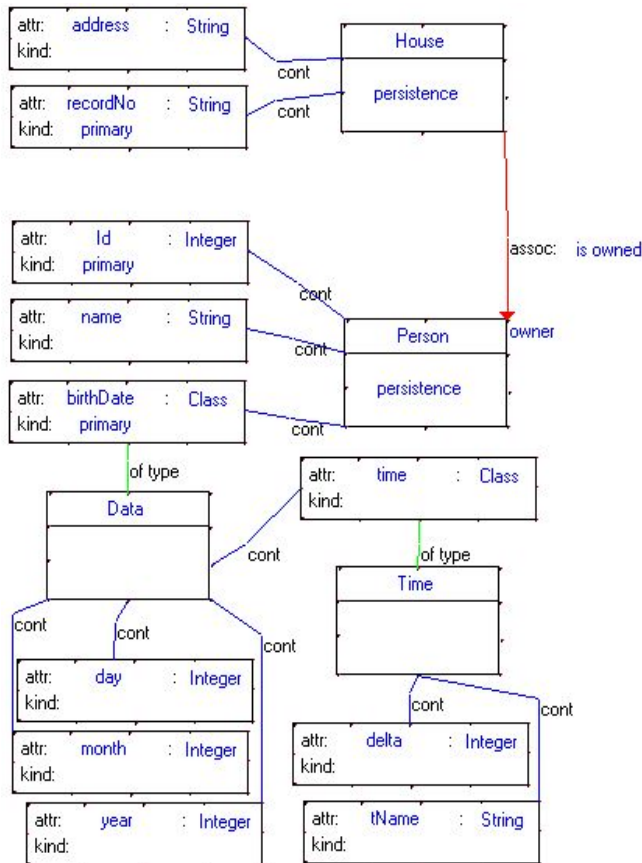 attr: address : String
kind:
House
cont
persistence
attr: recordNo : String
kind: primary
cont
assoc: is owned
attr: Id : Integer
kind: primary
cont
attr: name : String
kind:
cont
Person
owner
persistence
attr: birthDate : Class
kind: primary
cont
of type
attr: time : Class
kind:
Data
cont
of type
Time
cont
cont
cont
attr: day : Integer
kind:
cont
cont
attr: month : Integer
kind:
attr: delta : Integer
kind:
attr: year : Integer
kind:
attr: tName : String
kind: